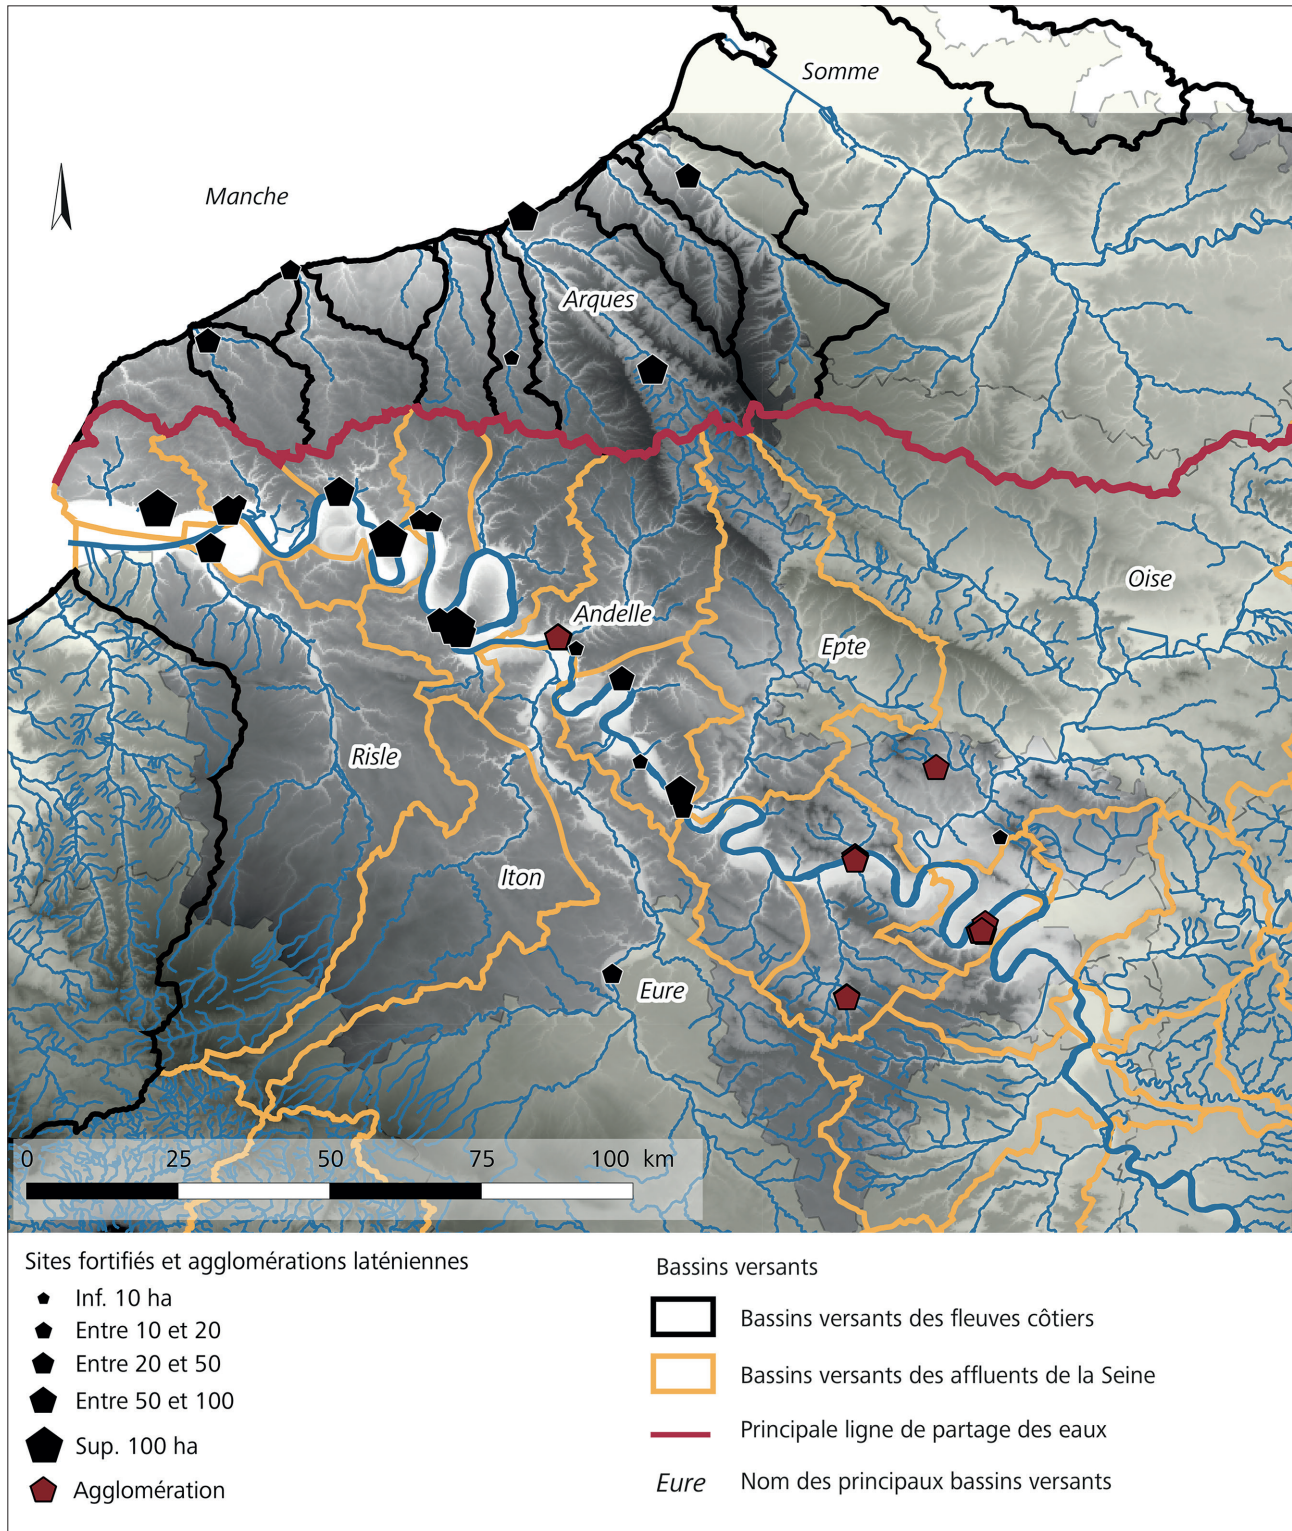 Somme
Manche
Arques
Oise
Andelle
Epte
Risle
Iton
Eure
0 25 50 75 100 km
Sites fortifiés et agglomérations laténiennes
Inf. 10 ha
Entre 10 et 20
Entre 20 et 50
Entre 50 et 100
Sup. 100 ha
Agglomération
Bassins versants
Bassins versants des fleuves côtiers
Bassins versants des affluents de la Seine
Principale ligne de partage des eaux
Eure Nom des principaux bassins versants